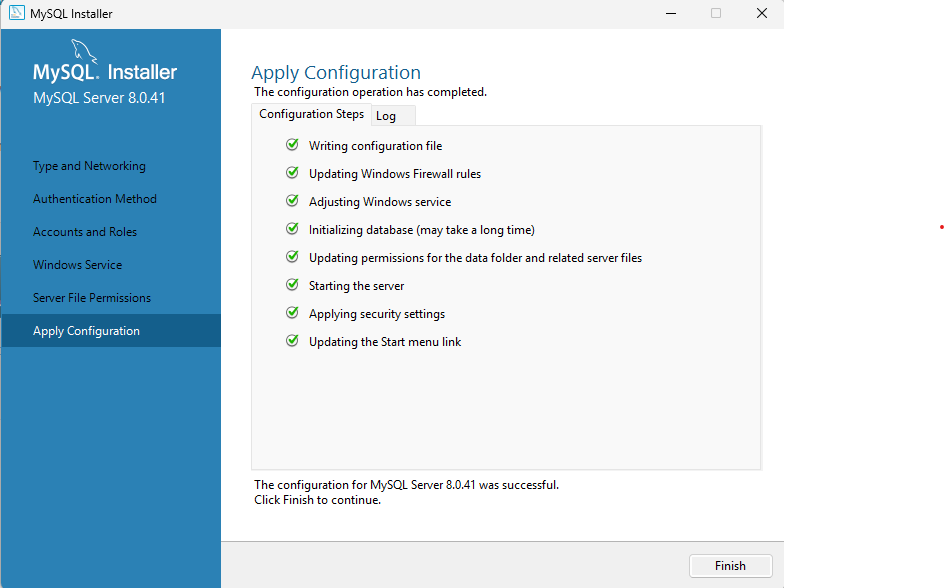 MySQL Installer
MySQL. Installer
MySQL Server 8.0.41
Type and Networking
Authentication Method
Accounts and Roles
Windows Service
Server File Permissions
Apply Configuration
Apply Configuration
The configuration operation has completed.
Configuration Steps Log
Writing configuration file
Updating Windows Firewall rules
Adjusting Windows service
Initializing database (may take a long time)
Updating permissions for the data folder and related server files
Starting the server
Applying security settings
Updating the Start menu link
The configuration for MySQL Server 8.0.41 was successful.
Click Finish to continue.
Finish